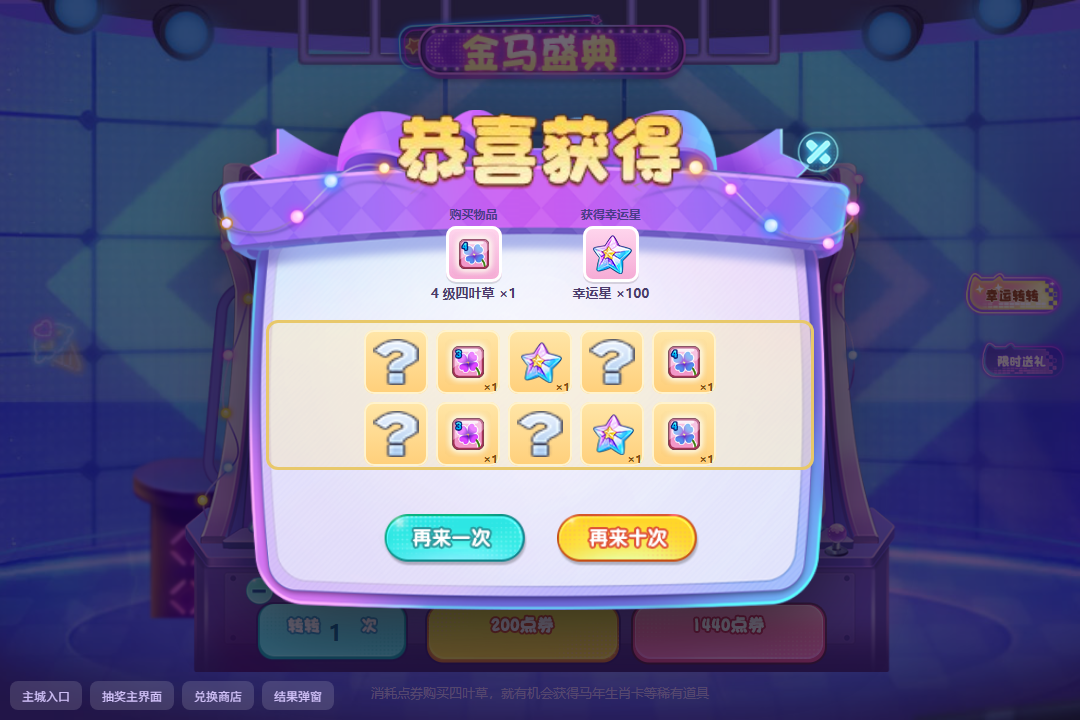 金马盛典
恭喜获得
购买物品
获得幸运星
4 级四叶草 ×1
幸运星 ×100
3 ×1
×1
4 ×1
3 ×1
×1
4 ×1
再来一次
再来十次
幸运转转
限时送礼
转转 1 次
200点券
1440点券
主城入口
抽奖主界面
兑换商店
结果弹窗
消耗点券购买四叶草，就有机会获得马年生肖卡等稀有道具